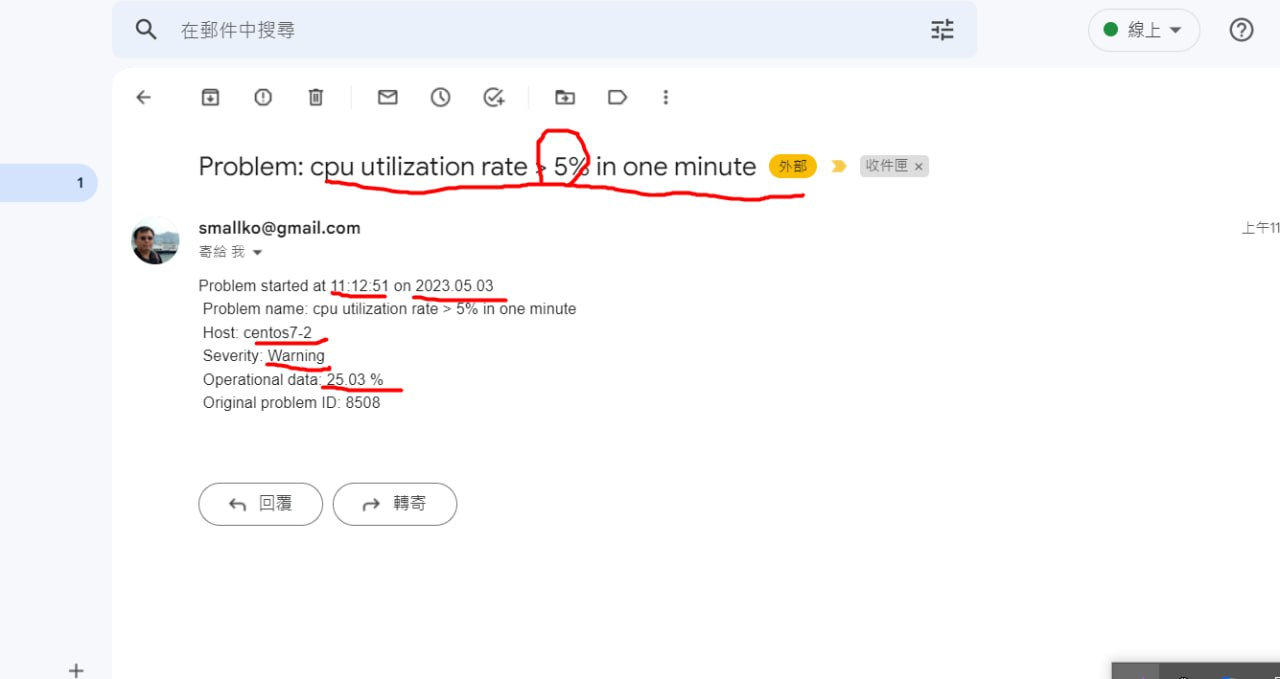 在郵件中搜尋
線上
1
Problem: cpu utilization rate > 5% in one minute 外部 收件匣 ×
smallko@gmail.com
上午11
寄給 我
Problem started at 11:12:51 on 2023.05.03
Problem name: cpu utilization rate > 5% in one minute
Host: centos7-2
Severity: Warning
Operational data: 25.03 %
Original problem ID: 8508
回覆 轉寄